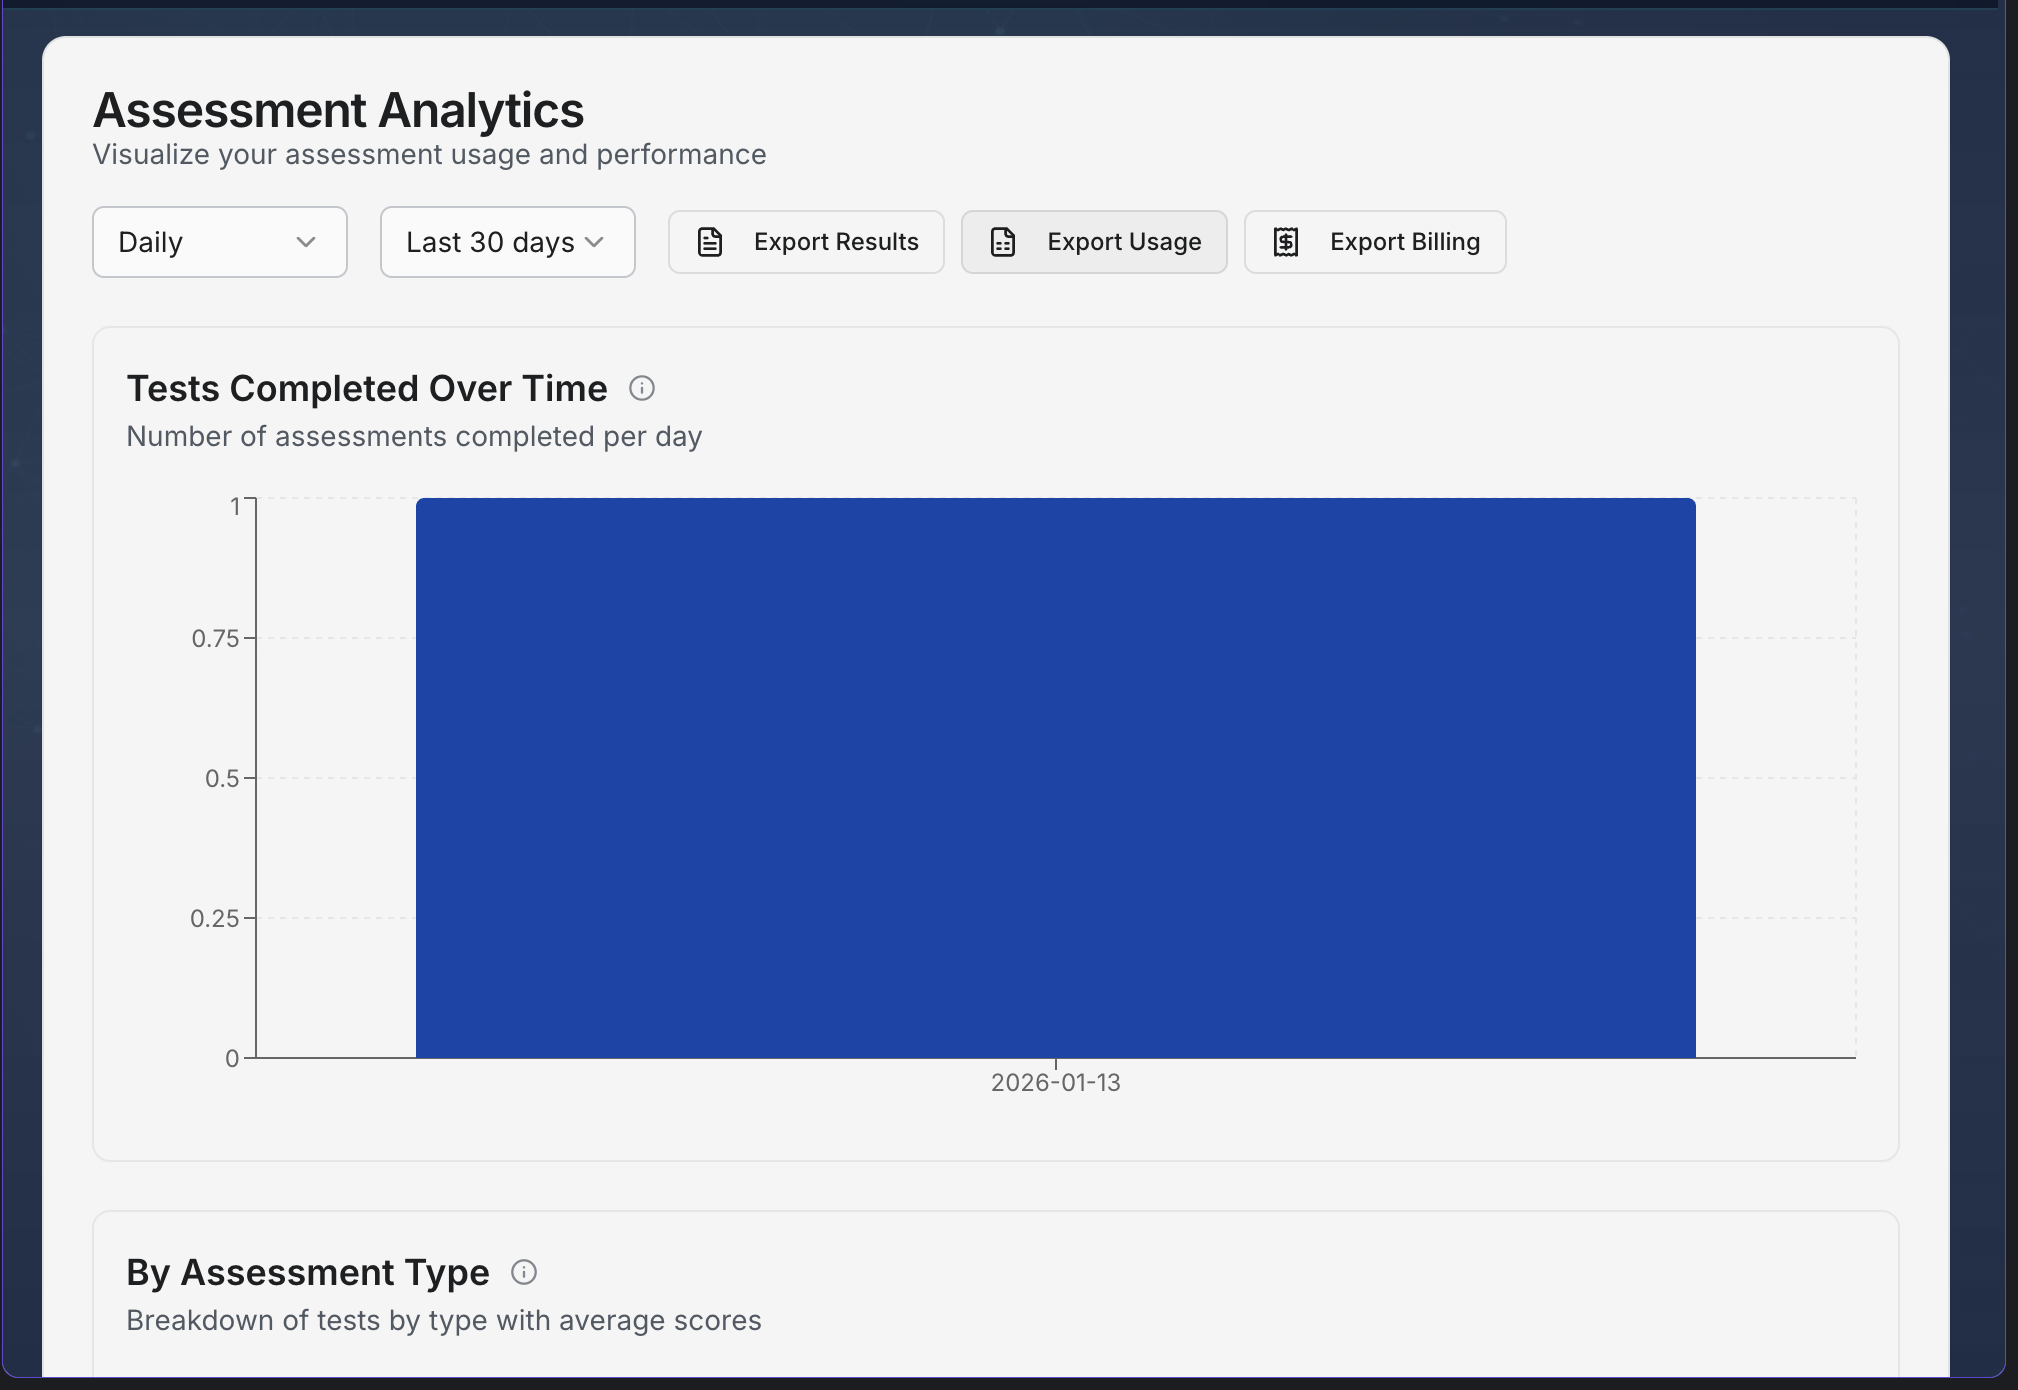 Assessment Analytics
Visualize your assessment usage and performance
Daily
Last 30 days
Export Results
Export Usage
Export Billing
Tests Completed Over Time
Number of assessments completed per day
1
0.75
0.5
0.25
0
2026-01-13
By Assessment Type
Breakdown of tests by type with average scores